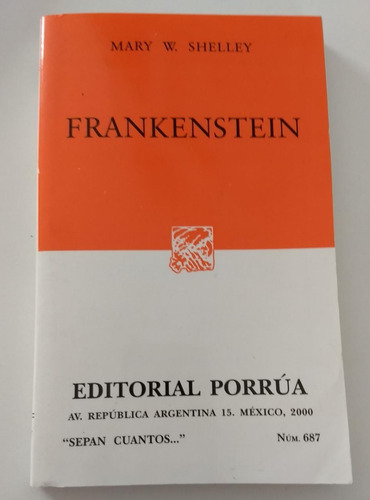 MARY W. SHELLEY
FRANKENSTEIN
EDITORIAL PORRÚA
AV. REPÚBLICA ARGENTINA 15. MÉXICO, 2000
"SEPAN CUANTOS..." NÚM. 687